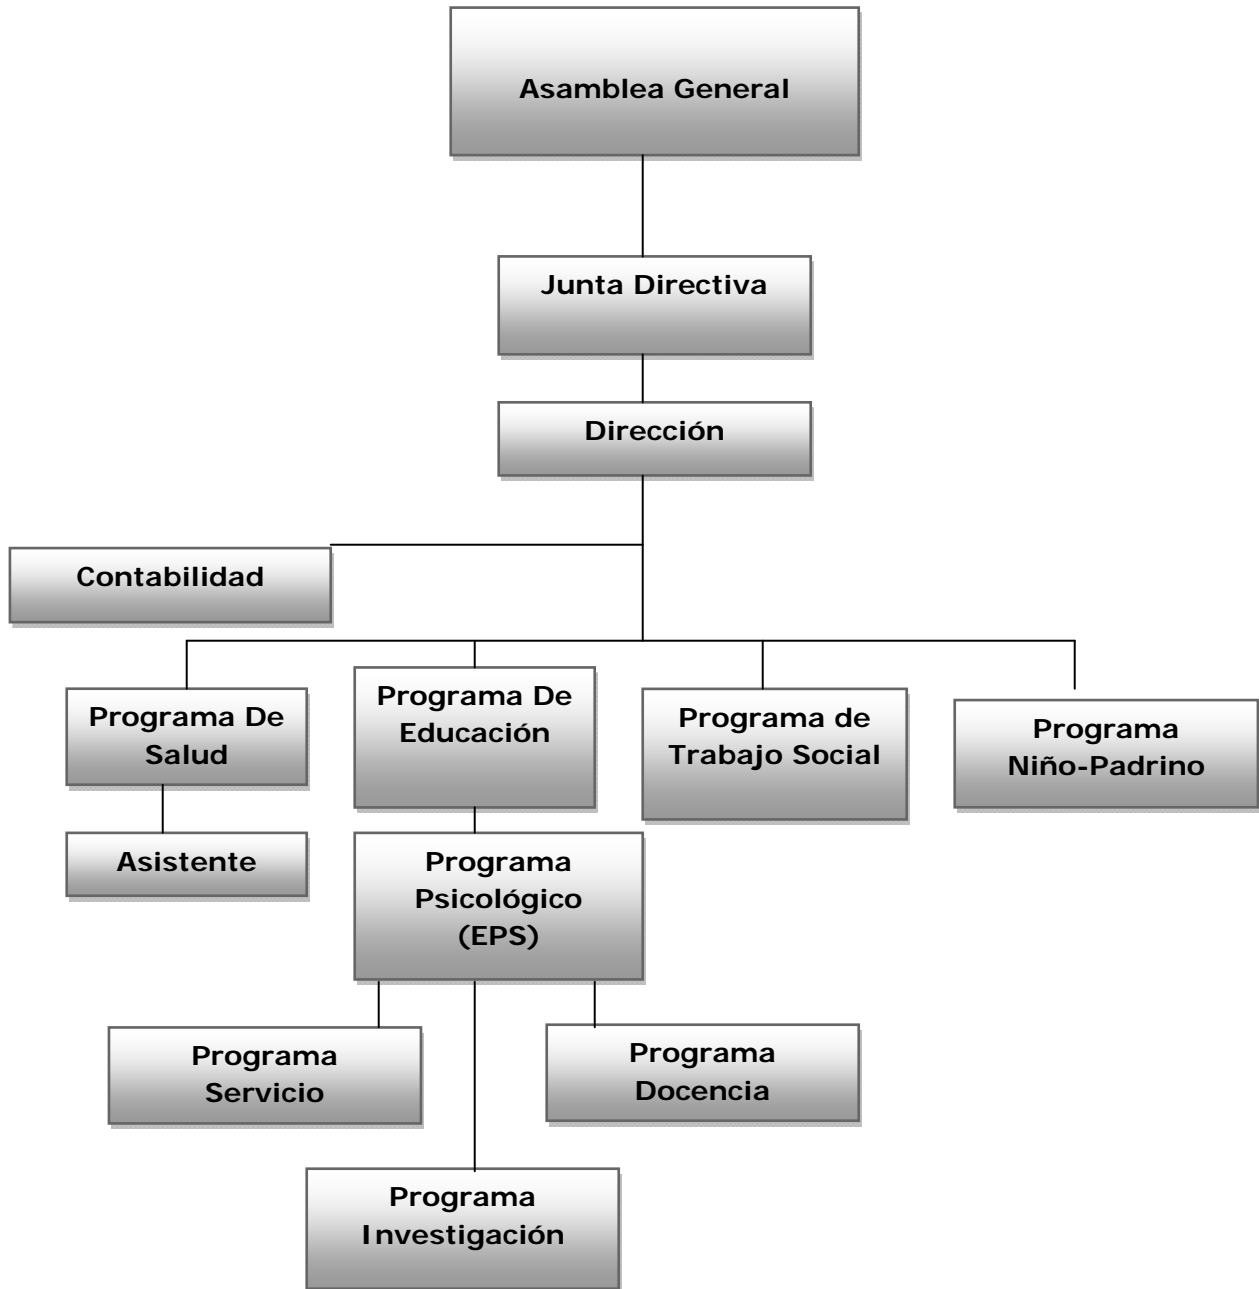 Asamblea General
Junta Directiva
Dirección
Contabilidad
Programa De
Salud
Programa De
Educación
Programa de
Trabajo Social
Programa
Niño-Padrino
Asistente
Programa
Psicológico
(EPS)
Programa
Servicio
Programa
Docencia
Programa
Investigación